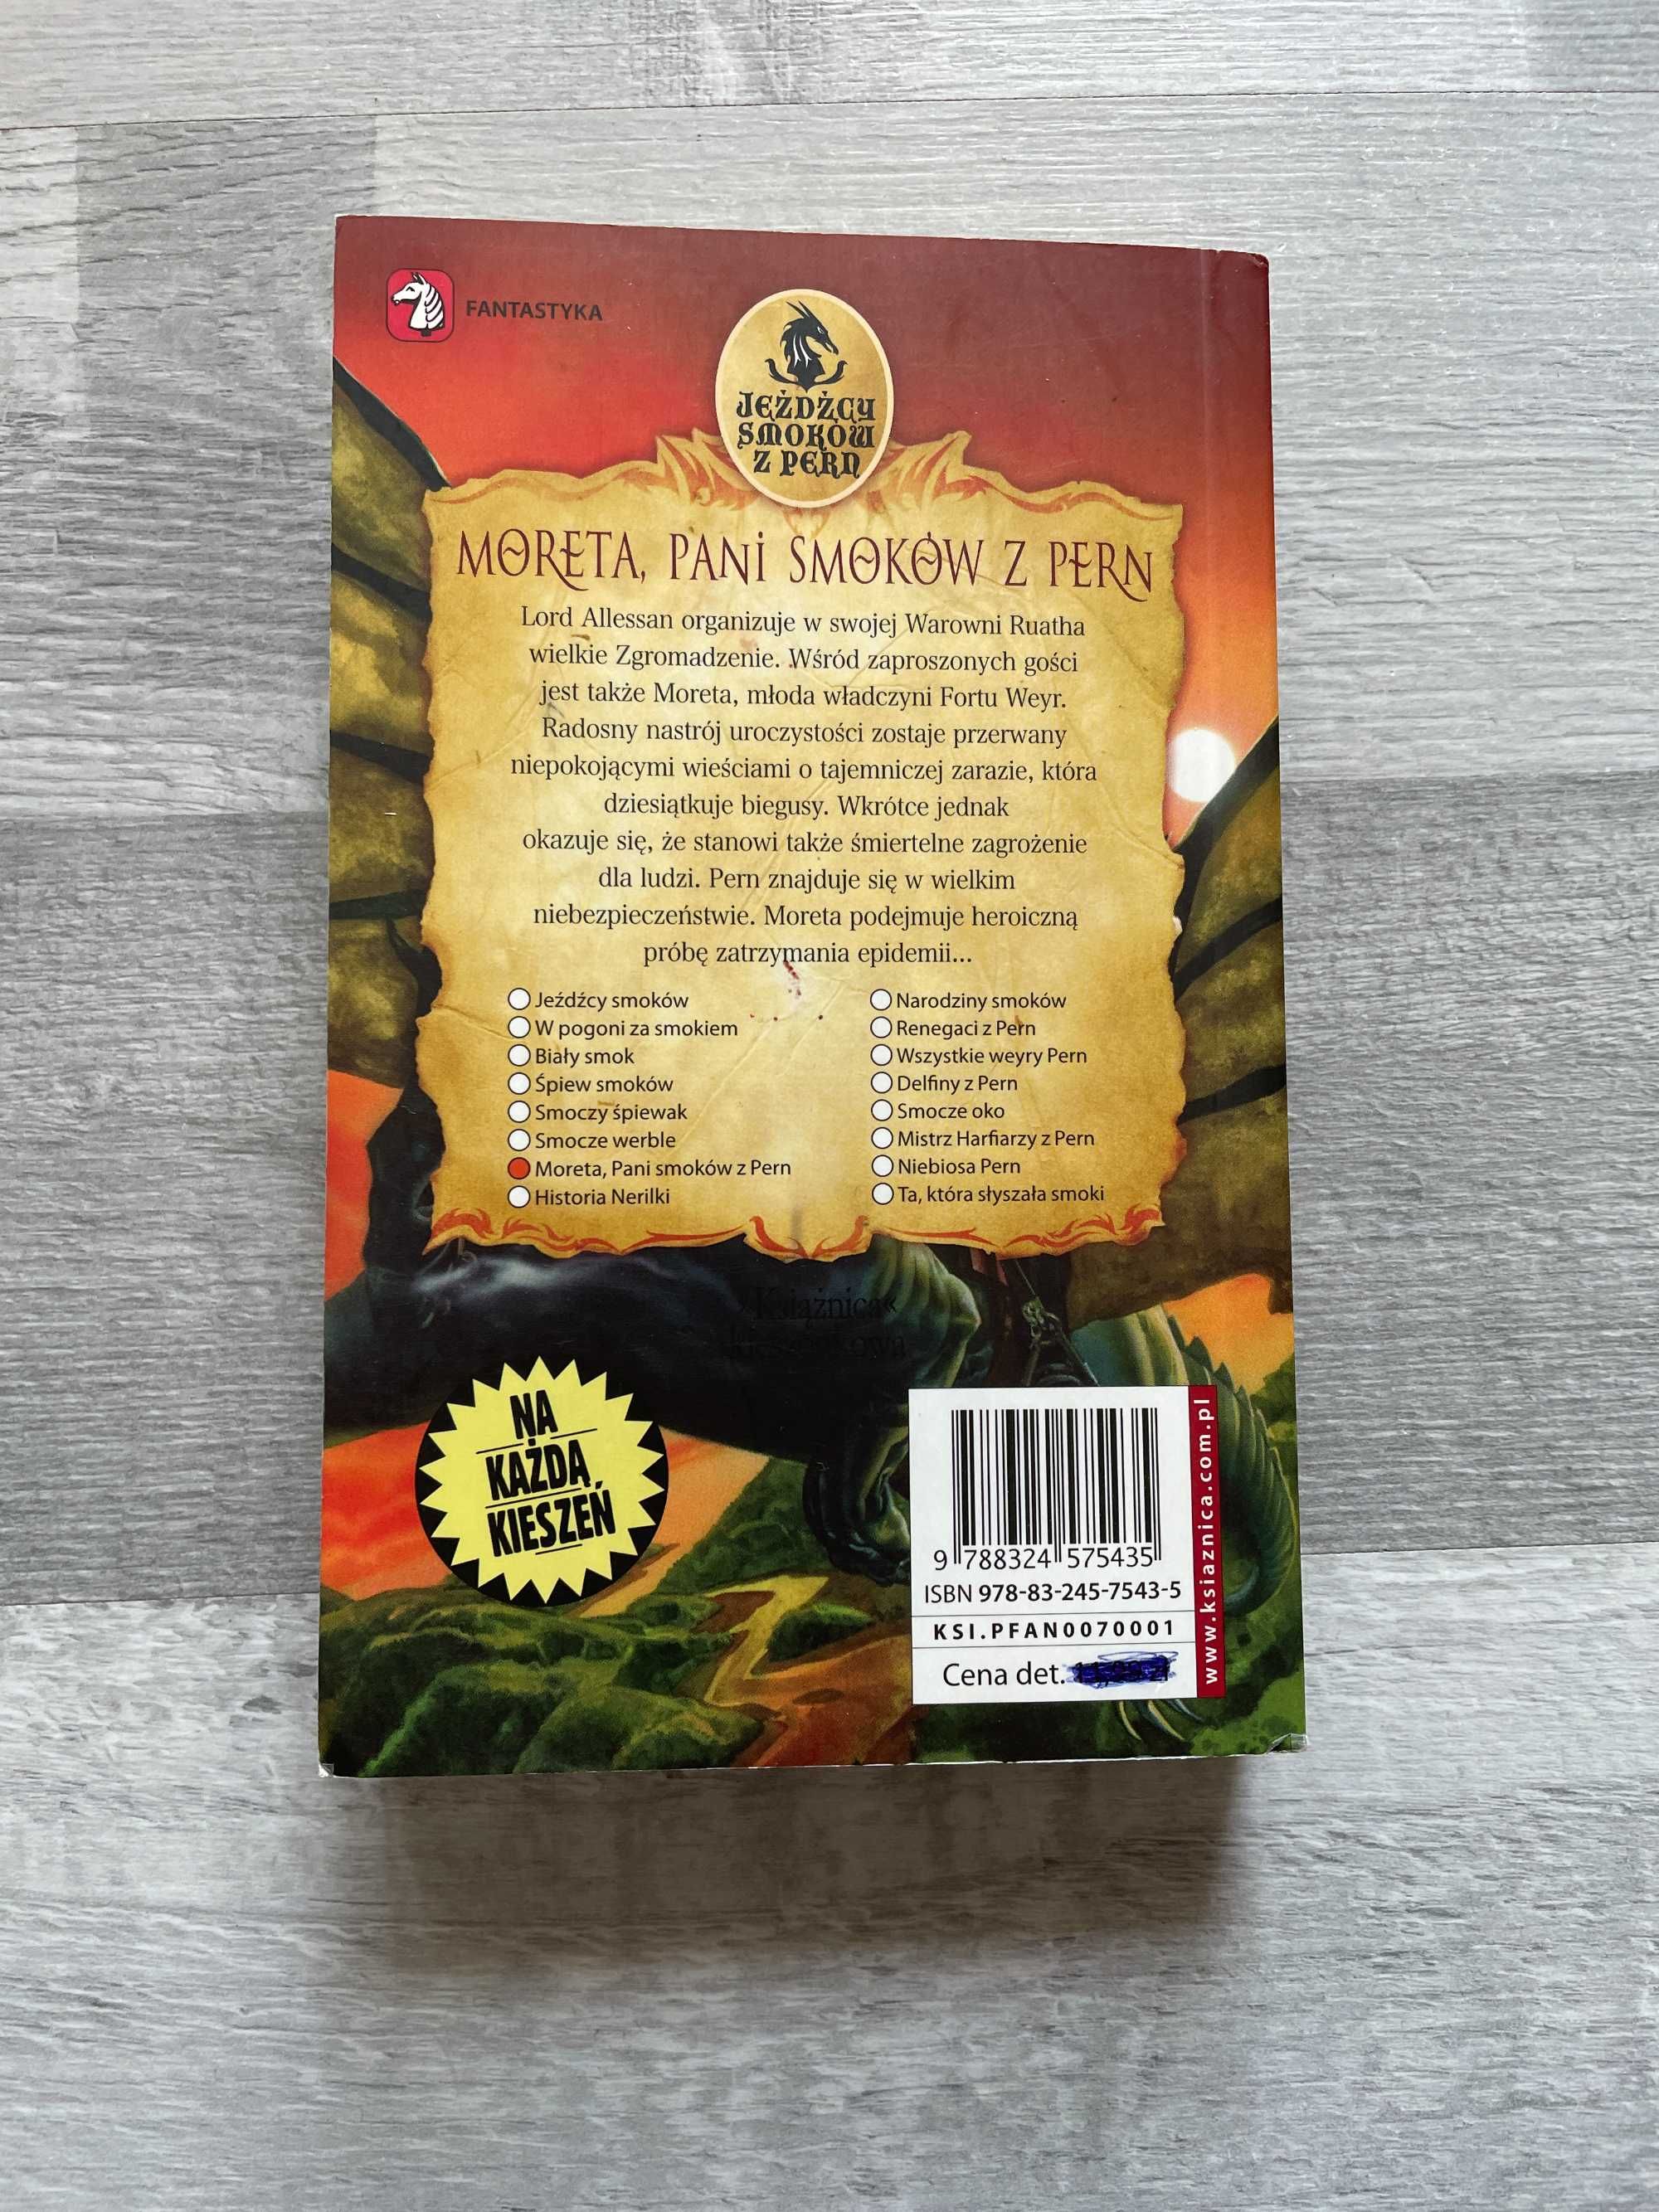 FANTASTYKA
JEŹDŹCY
SMOKÓW
Z PERN
MORETA, PANI SMOKÓW Z PERN
Lord Allessan organizuje w swojej Warowni Ruatha
wielkie Zgromadzenie. Wśród zaproszonych gości
jest także Moreta, młoda władczyni Fortu Weyr.
Radosny nastrój uroczystości zostaje przerwany
niepokojącymi wieściami o tajemniczej zarazie, która
dziesiątkuje biegusy. Wkrótce jednak
okazuje się, że stanowi także śmiertelne zagrożenie
dla ludzi. Pern znajduje się w wielkim
niebezpieczeństwie. Moreta podejmuje heroiczną
próbę zatrzymania epidemii...
Jeźdźcy smoków
W pogoni za smokiem
Biały smok
Śpiew smoków
Smoczy śpiewak
Smocze werble
Moreta, Pani smoków z Pern
Historia Nerilki
Narodziny smoków
Renegaci z Pern
Wszystkie weyry Pern
Delfiny z Pern
Smocze oko
Mistrz Harfiarzy z Pern
Niebiosa Pern
Ta, która słyszała smoki
Książnica«
NA
KAŻDĄ
KIESZEŃ
9 788324 575435
ISBN 978-83-245-7543-5
KSI.PFAN0070001
Cena det.
www.ksiaznica.com.pl